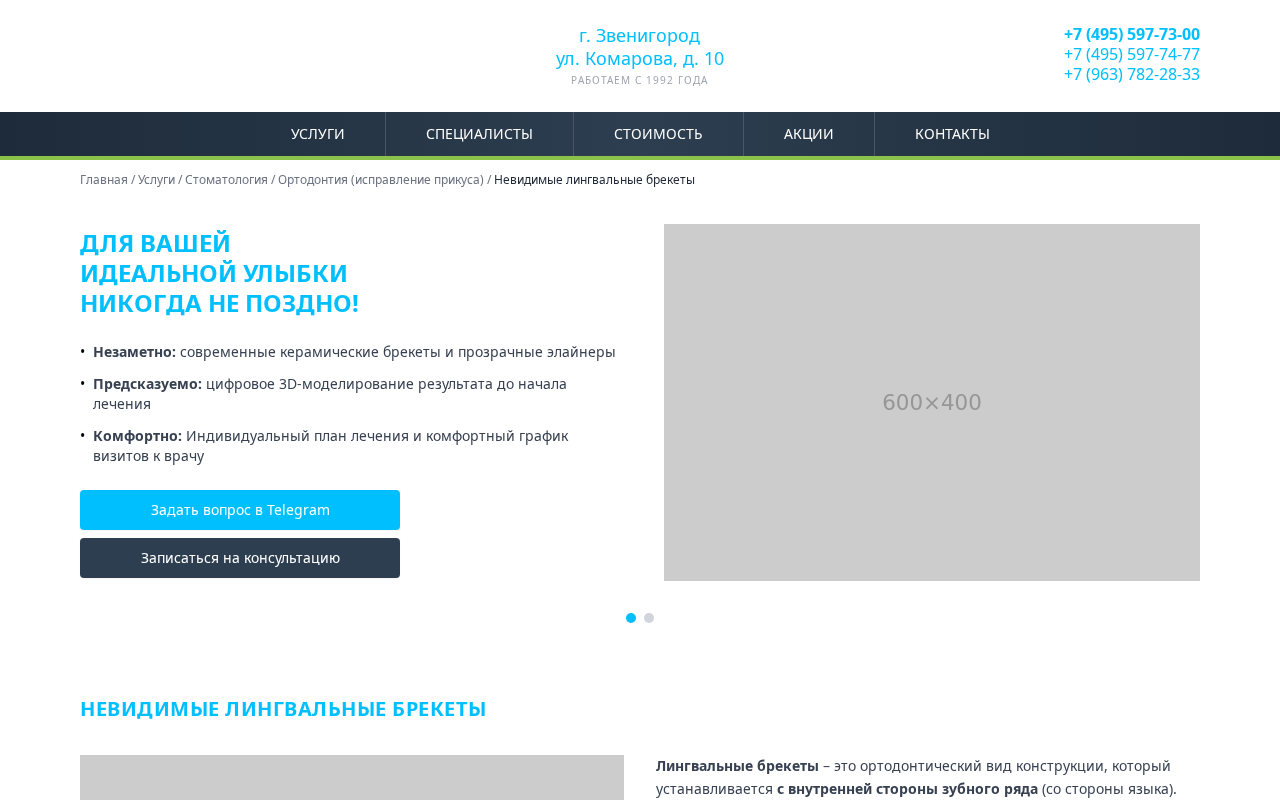 г. Звенигород
ул. Комарова, д. 10
РАБОТАЕМ С 1992 ГОДА
+7 (495) 597-73-00
+7 (495) 597-74-77
+7 (963) 782-28-33
УСЛУГИ
СПЕЦИАЛИСТЫ
СТОИМОСТЬ
АКЦИИ
КОНТАКТЫ
Главная / Услуги / Стоматология / Ортодонтия (исправление прикуса) / Невидимые лингвальные брекеты
ДЛЯ ВАШЕЙ
ИДЕАЛЬНОЙ УЛЫБКИ
НИКОГДА НЕ ПОЗДНО!
• Незаметно: современные керамические брекеты и прозрачные элайнеры
• Предсказуемо: цифровое 3D-моделирование результата до начала
лечения
• Комфортно: Индивидуальный план лечения и комфортный график
визитов к врачу
Задать вопрос в Telegram
Записаться на консультацию
600×400
НЕВИДИМЫЕ ЛИНГВАЛЬНЫЕ БРЕКЕТЫ
Лингвальные брекеты – это ортодонтический вид конструкции, который
устанавливается с внутренней стороны зубного ряда (со стороны языка).